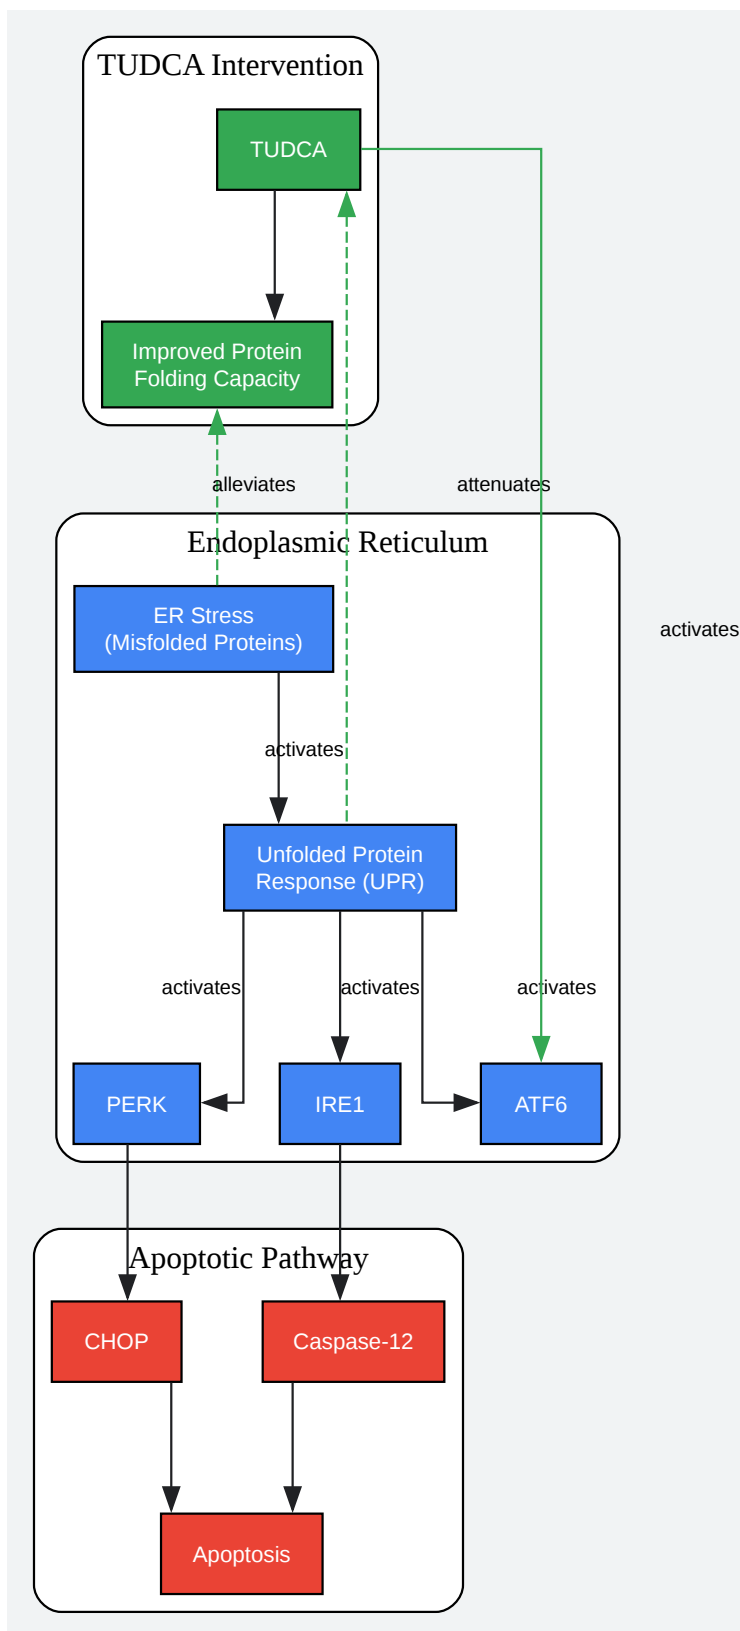 TUDCA Intervention
TUDCA
Improved Protein
Folding Capacity
alleviates
attenuates
Endoplasmic Reticulum
ER Stress
(Misfolded Proteins)
activates
activates
Unfolded Protein
Response (UPR)
activates
activates
activates
PERK
IRE1
ATF6
Apoptotic Pathway
CHOP
Caspase-12
Apoptosis